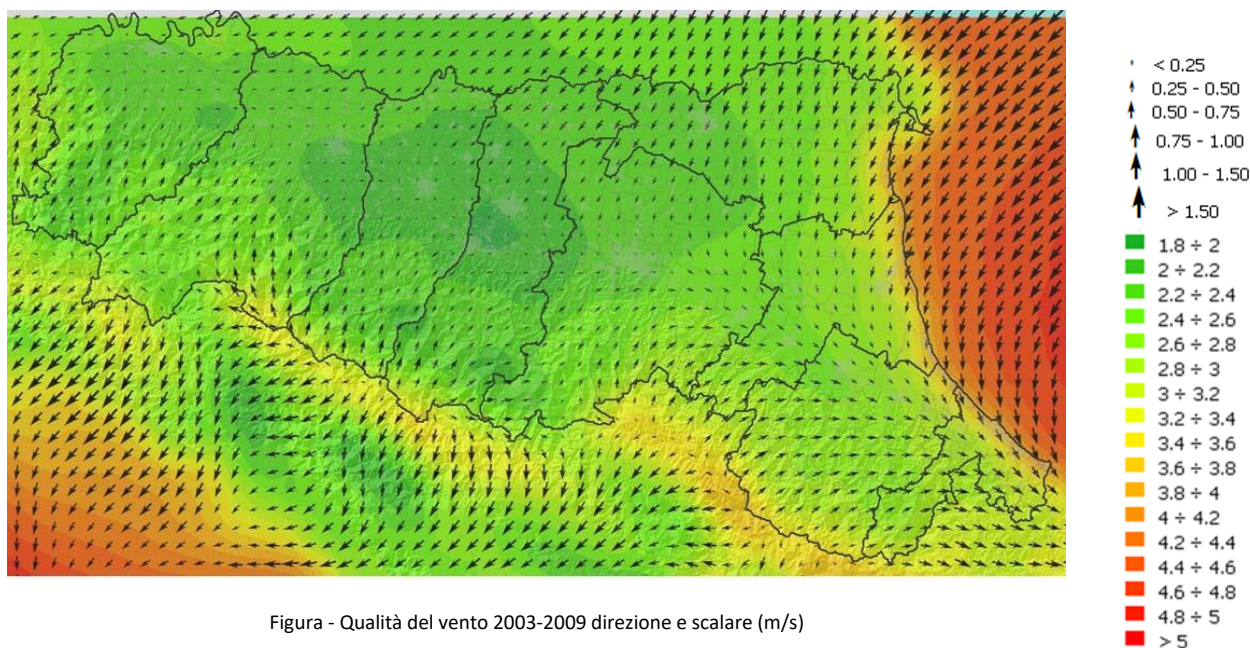 < 0.25
0.25 - 0.50
0.50 - 0.75
0.75 - 1.00
1.00 - 1.50
> 1.50
1.8 ÷ 2
2 ÷ 2.2
2.2 ÷ 2.4
2.4 ÷ 2.6
2.6 ÷ 2.8
2.8 ÷ 3
3 ÷ 3.2
3.2 ÷ 3.4
3.4 ÷ 3.6
3.6 ÷ 3.8
3.8 ÷ 4
4 ÷ 4.2
4.2 ÷ 4.4
4.4 ÷ 4.6
4.6 ÷ 4.8
4.8 ÷ 5
> 5
Figura - Qualità del vento 2003-2009 direzione e scalare (m/s)